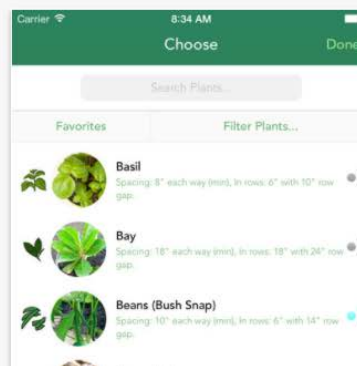 Carrier 8:34 AM
Choose Done
Search Plants...
Favorites Filter Plants...
Basil
Spacing: 8" each way (min), In rows: 6" with 10" row
gap.
Bay
Spacing: 18" each way (min), In rows: 18" with 24" row
gap.
Beans (Bush Snap)
Spacing: 10" each way (min), In rows: 6" with 14" row
gap.